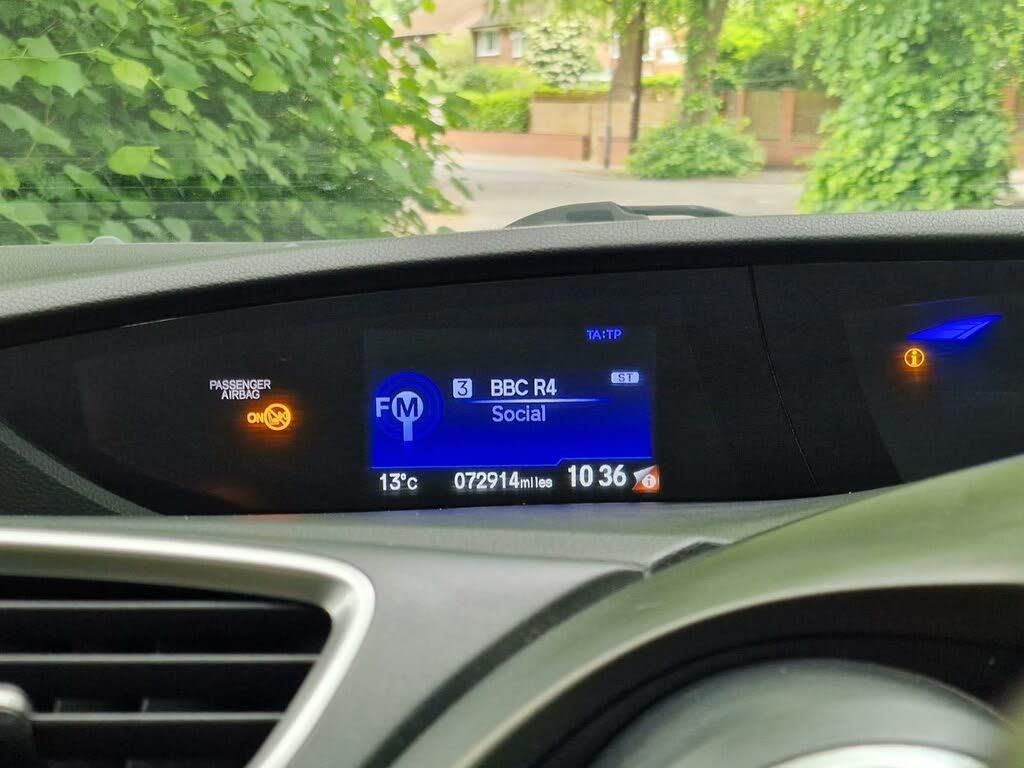 TA:TP
PASSENGER
AIRBAG
ON
FM
3 BBC R4 ST
Social
13°c 072914miles 10 36 i
i